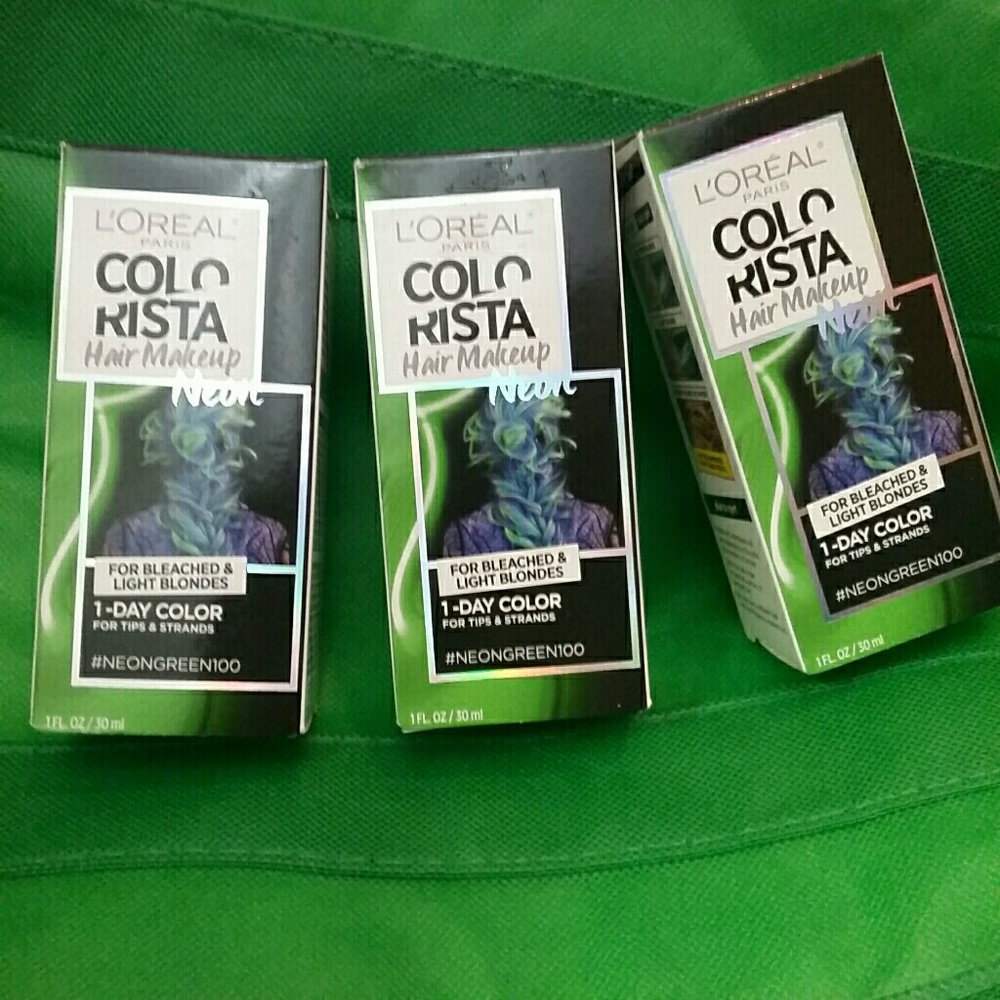 L'ORÉAL®
PARIS
COLO
RISTA
Hair Makeup
Neon
FOR BLEACHED &
LIGHT BLONDES
1-DAY COLOR
FOR TIPS & STRANDS
#NEONGREEN100
1 FL. OZ / 30 ml
L'ORÉAL®
PARIS
COLO
RISTA
Hair Makeup
Neon
FOR BLEACHED &
LIGHT BLONDES
1-DAY COLOR
FOR TIPS & STRANDS
#NEONGREEN100
1 FL. OZ / 30 ml
L'ORÉAL®
PARIS
COLO
RISTA
Hair Makeup
Neon
FOR BLEACHED &
LIGHT BLONDES
1-DAY COLOR
FOR TIPS & STRANDS
#NEONGREEN100
1 FL. OZ / 30 ml